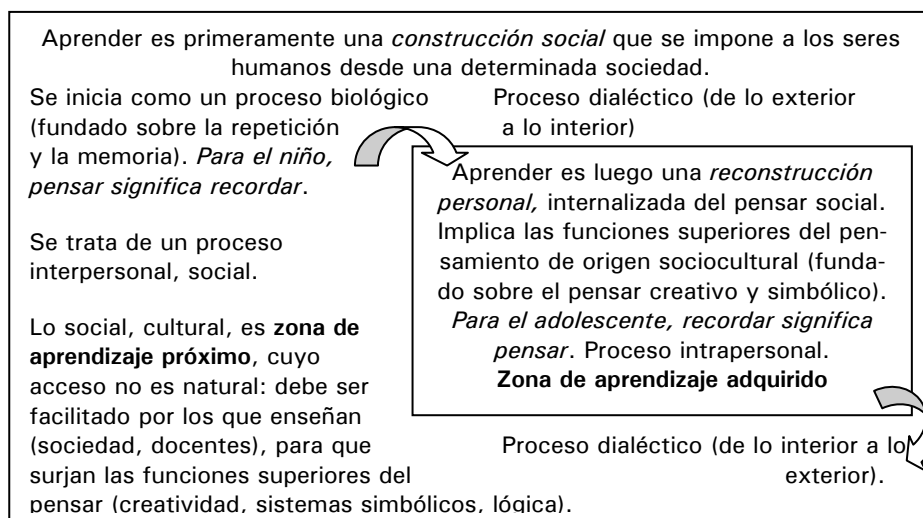 Aprender es primeramente una construcción social que se impone a los seres
humanos desde una determinada sociedad.
Se inicia como un proceso biológico
(fundado sobre la repetición
y la memoria). Para el niño,
pensar significa recordar.
Se trata de un proceso
interpersonal, social.
Lo social, cultural, es zona de
aprendizaje próximo, cuyo
acceso no es natural: debe ser
facilitado por los que enseñan
(sociedad, docentes), para que
surjan las funciones superiores del
pensar (creatividad, sistemas simbólicos, lógica).
Proceso dialéctico (de lo exterior
a lo interior)
Aprender es luego una reconstrucción
personal, internalizada del pensar social.
Implica las funciones superiores del pen-
samiento de origen sociocultural (funda-
do sobre el pensar creativo y simbólico).
Para el adolescente, recordar significa
pensar. Proceso intrapersonal.
Zona de aprendizaje adquirido
Proceso dialéctico (de lo interior a lo
exterior).